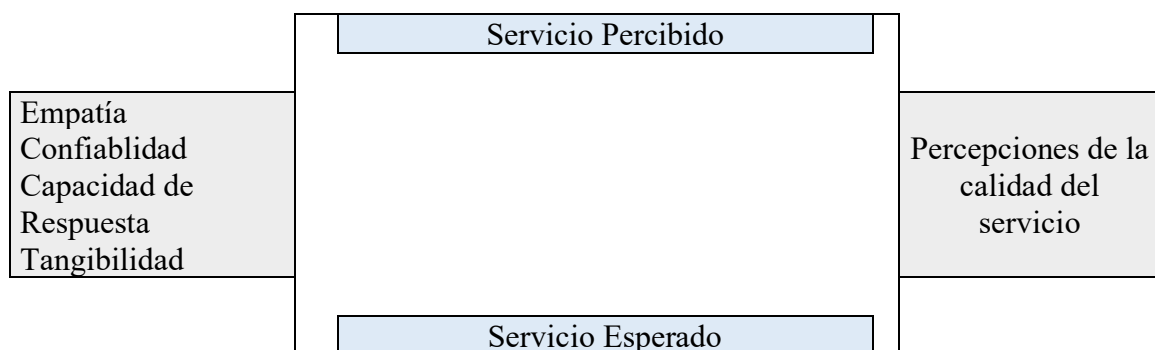 Servicio Percibido
Empatía
Confiablidad
Capacidad de
Respuesta
Tangibilidad
Percepciones de la
calidad del
servicio
Servicio Esperado